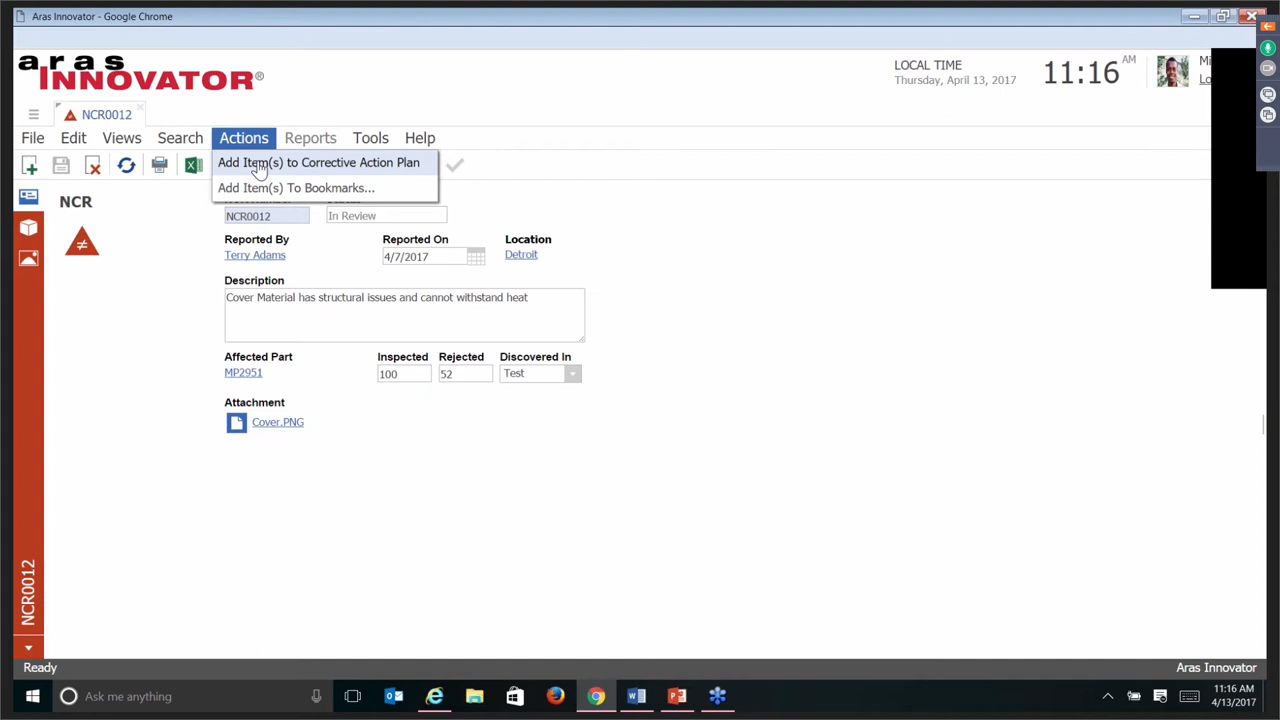 Aras Innovator - Google Chrome
aras
INNOVATOR®
LOCAL TIME
Thursday, April 13, 2017
11:16 AM
NCR0012
File Edit Views Search Actions Reports Tools Help
Add Item(s) to Corrective Action Plan
Add Item(s) To Bookmarks...
NCR
NCR0012 In Review
Reported By Reported On Location
Terry Adams 4/7/2017 Detroit
Description
Cover Material has structural issues and cannot withstand heat
Affected Part Inspected Rejected Discovered In
MP2951 100 52 Test
Attachment
Cover.PNG
NCR0012
Ready Aras Innovator
Ask me anything
11:16 AM
4/13/2017